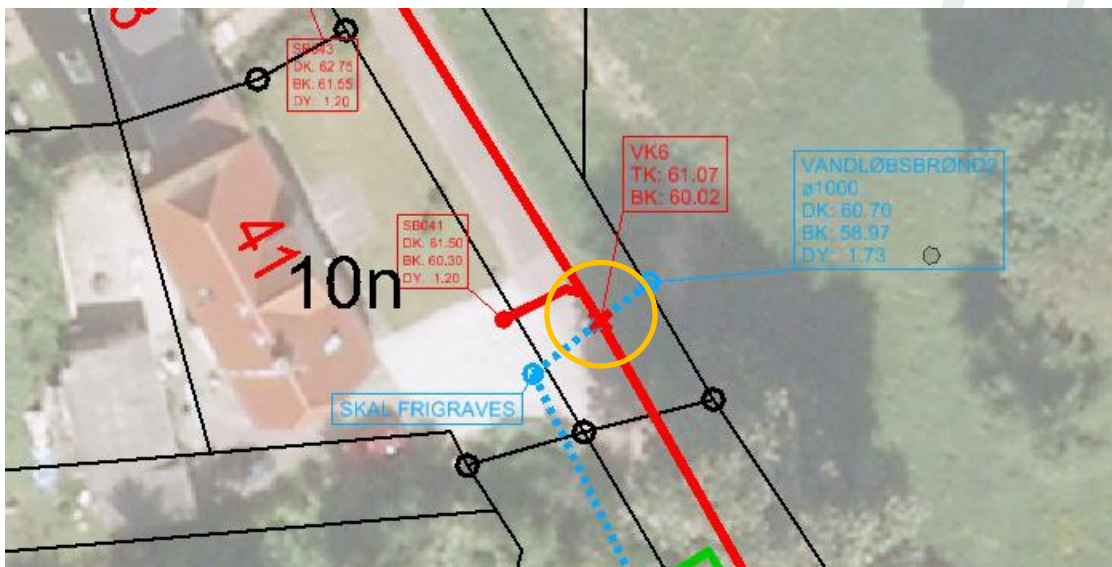 SB043
DK: 62.75
BK: 61.55
DY: 1.20
VK6
TK: 61.07
BK: 60.02
VANDLØBSBRØND2
ø1000
DK: 60.70
BK: 58.97
DY: 1.73
SB041
DK: 61.50
BK: 60.30
DY: 1.20
41
10n
SKAL FRIGRAVES